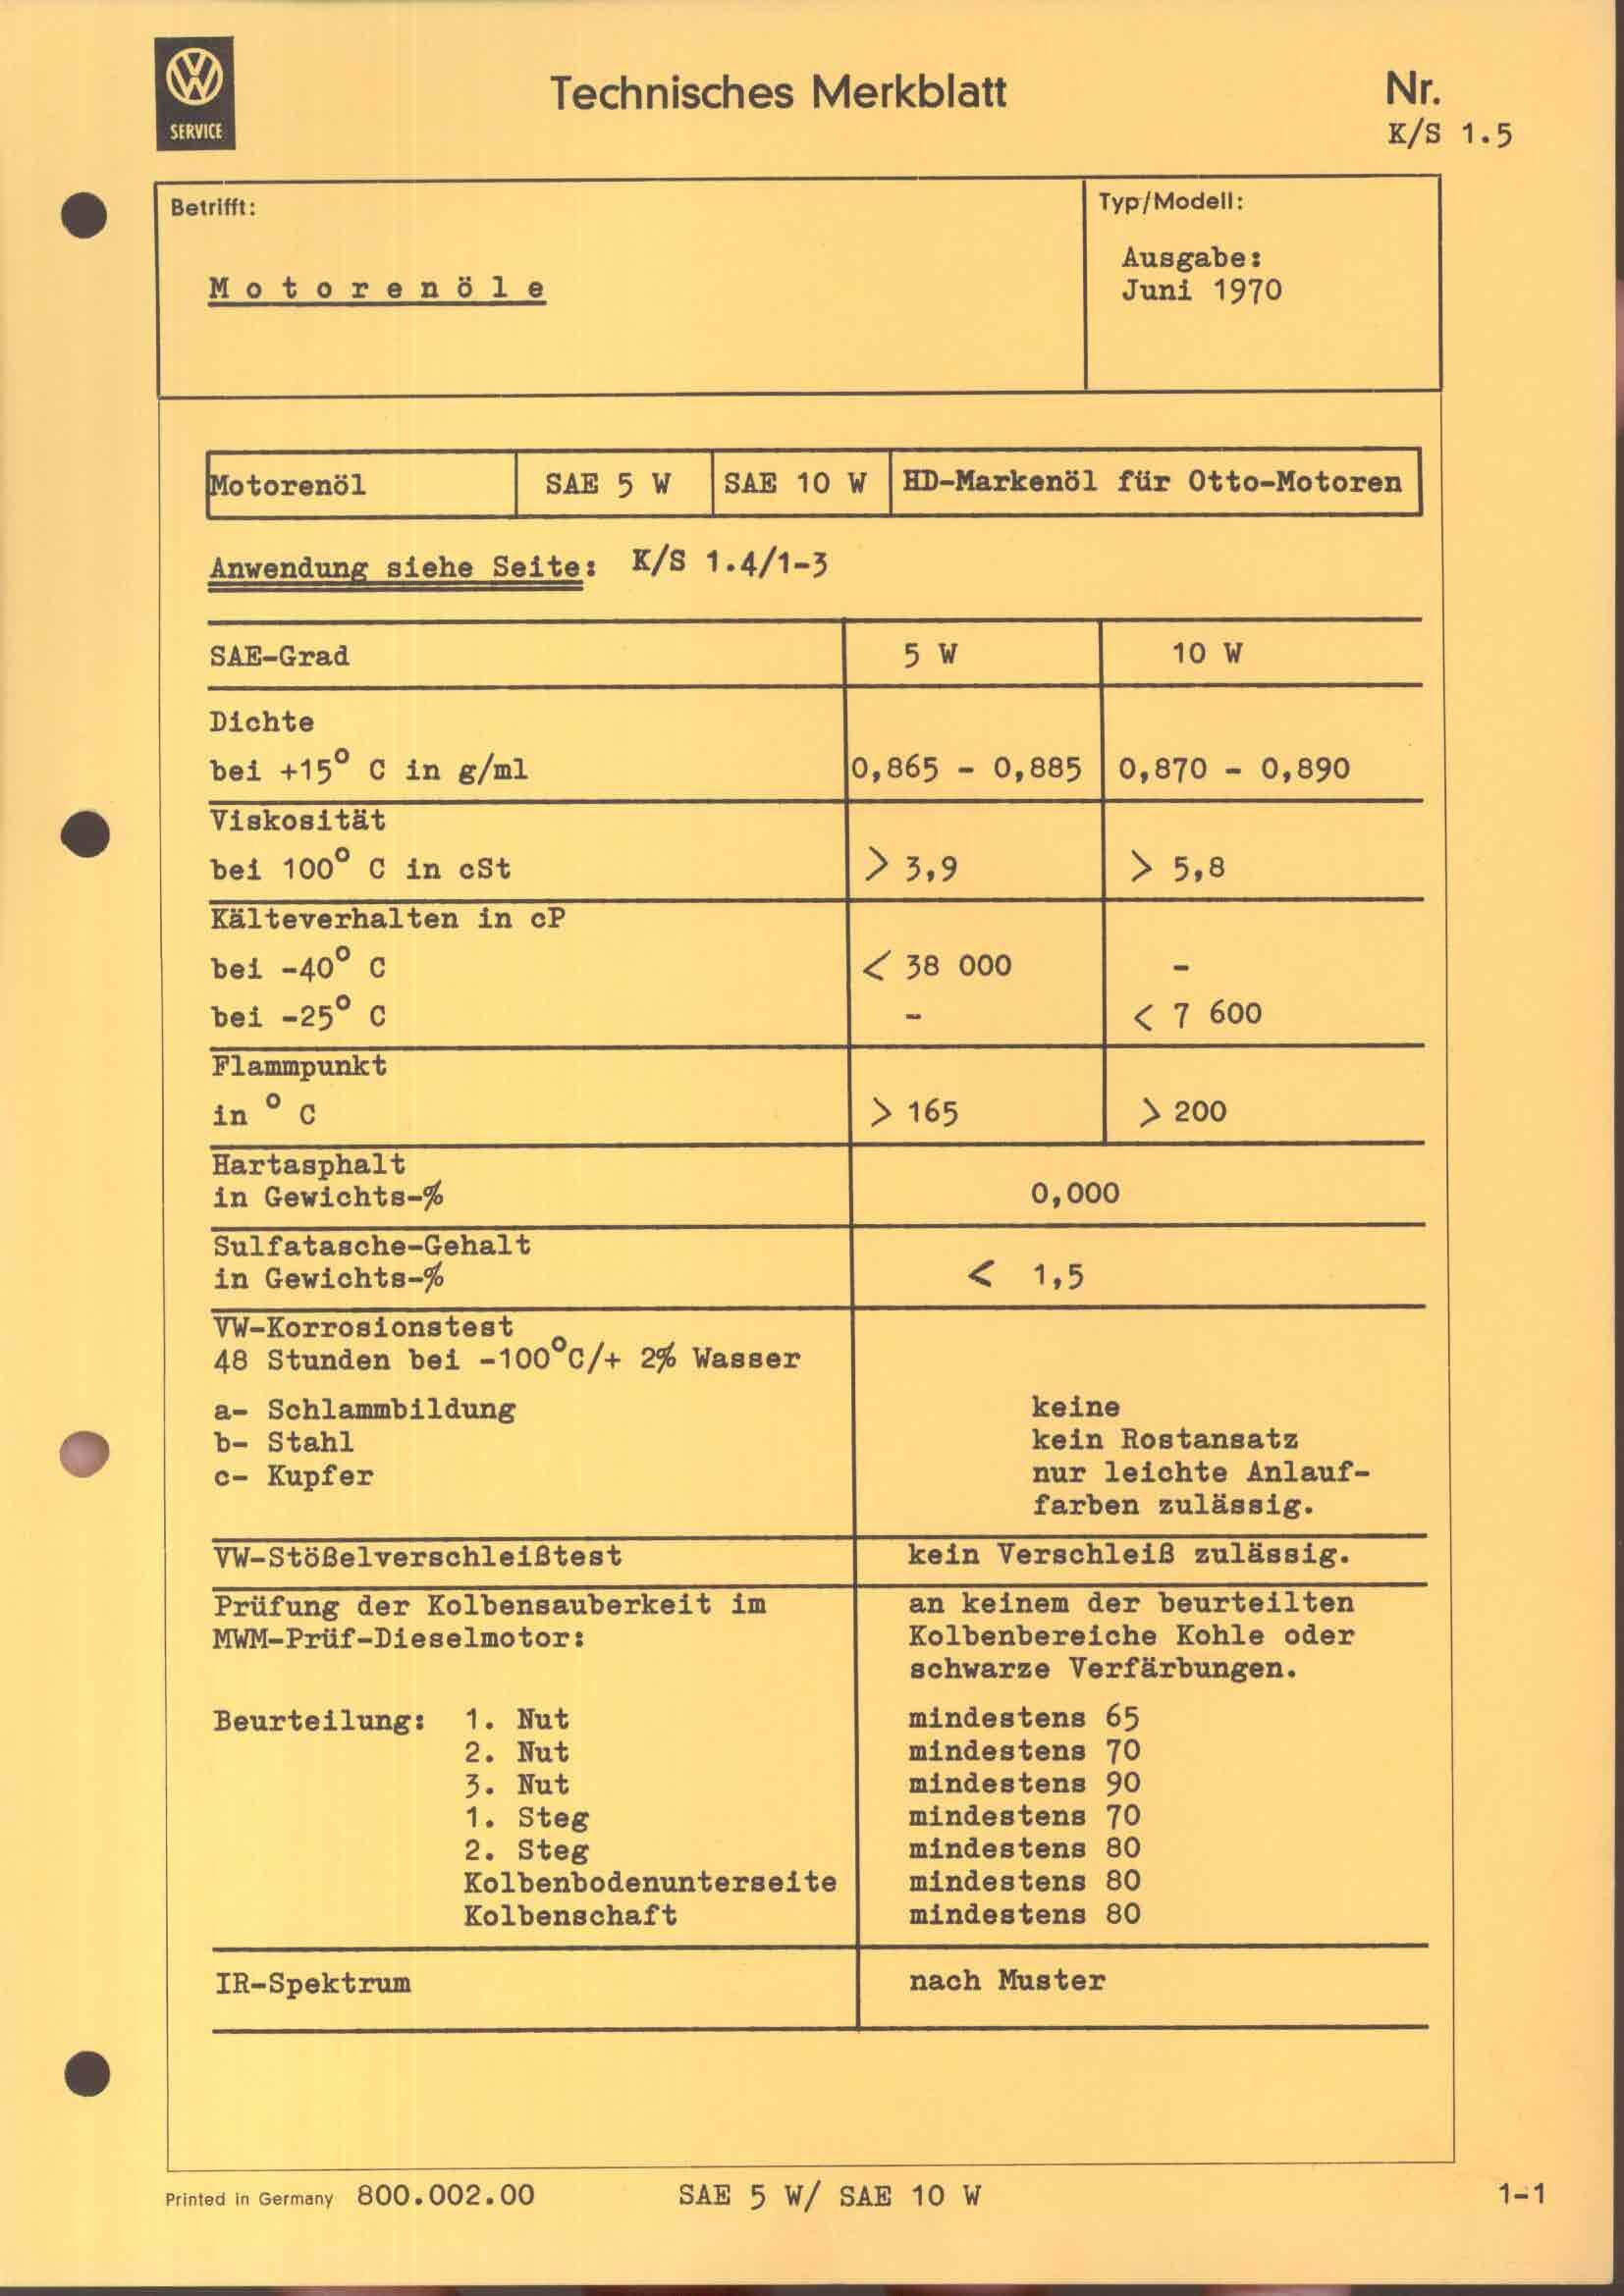 VW
SERVICE
Technisches Merkblatt
Nr.
K/S 1.5
Betrifft:
Motorenöle
Typ/Modell:
Ausgabe:
Juni 1970
Motorenöl SAE 5 W SAE 10 W HD-Markenöl für Otto-Motoren
Anwendung siehe Seite: K/S 1.4/1-3
SAE-Grad 5 W 10 W
Dichte
bei +15° C in g/ml 0,865 - 0,885 0,870 - 0,890
Viskosität
bei 100° C in cSt > 3,9 > 5,8
Kälteverhalten in cP
bei -40° C < 38 000 -
bei -25° C - < 7 600
Flammpunkt
in ° C > 165 > 200
Hartasphalt
in Gewichts-% 0,000
Sulfatasche-Gehalt
in Gewichts-% < 1,5
VW-Korrosionstest
48 Stunden bei -100°C/+ 2% Wasser
a- Schlammbildung keine
b- Stahl kein Rostansatz
c- Kupfer nur leichte Anlauf-
farben zulässig.
VW-Stößelverschleißtest kein Verschleiß zulässig.
Prüfung der Kolbensauberkeit im an keinem der beurteilten
MWM-Prüf-Dieselmotor: Kolbenbereiche Kohle oder
schwarze Verfärbungen.
Beurteilung: 1. Nut mindestens 65
2. Nut mindestens 70
3. Nut mindestens 90
1. Steg mindestens 70
2. Steg mindestens 80
Kolbenbodenunterseite mindestens 80
Kolbenschaft mindestens 80
IR-Spektrum nach Muster
Printed in Germany 800.002.00 SAE 5 W/ SAE 10 W 1-1